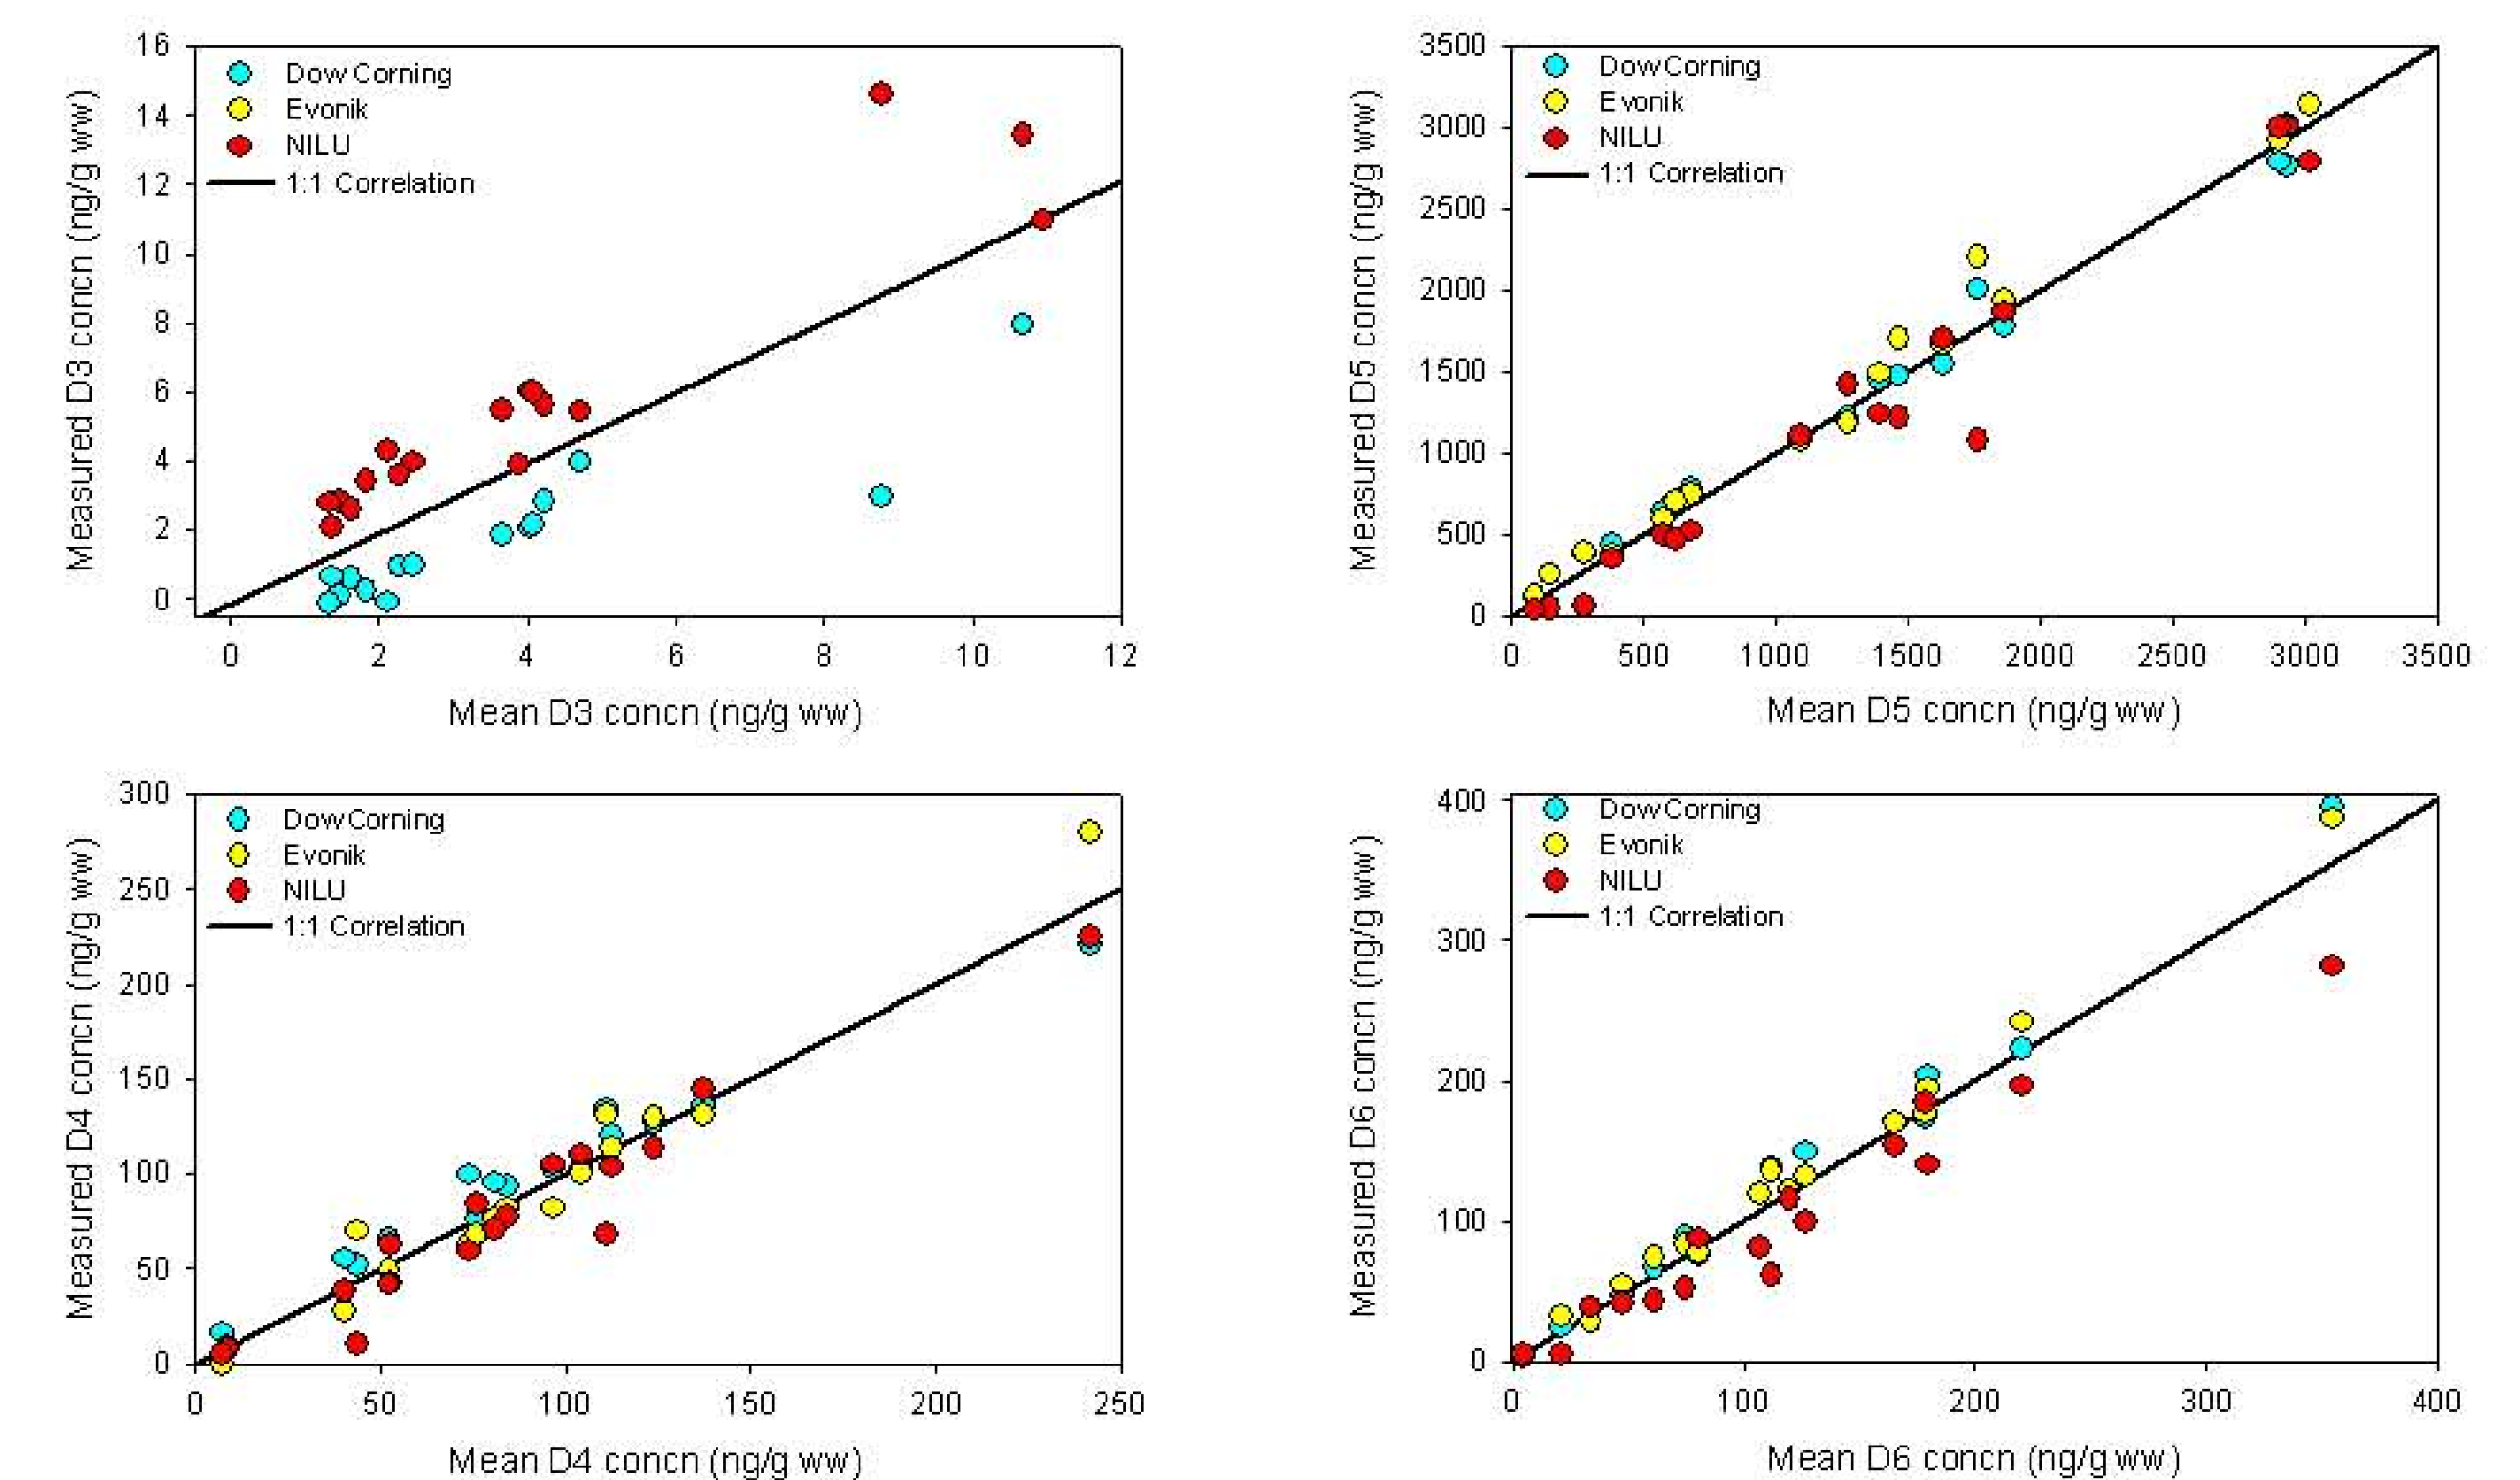 16
14
12
10
8
6
4
2
0
Measured D3 concn (ng/g ww)
Dow Corning
Evonik
NILU
1:1 Correlation
0 2 4 6 8 10 12
Mean D3 concn (ng/g ww)
3500
3000
2500
2000
1500
1000
500
0
Measured D5 concn (ng/g ww)
Dow Corning
Evonik
NILU
1:1 Correlation
0 500 1000 1500 2000 2500 3000 3500
Mean D5 concn (ng/g ww)
300
250
200
150
100
50
0
Measured D4 concn (ng/g ww)
Dow Corning
Evonik
NILU
1:1 Correlation
0 50 100 150 200 250
Mean D4 concn (ng/g ww)
400
300
200
100
0
Measured D6 concn (ng/g ww)
Dow Corning
Evonik
NILU
1:1 Correlation
0 100 200 300 400
Mean D6 concn (ng/g ww)